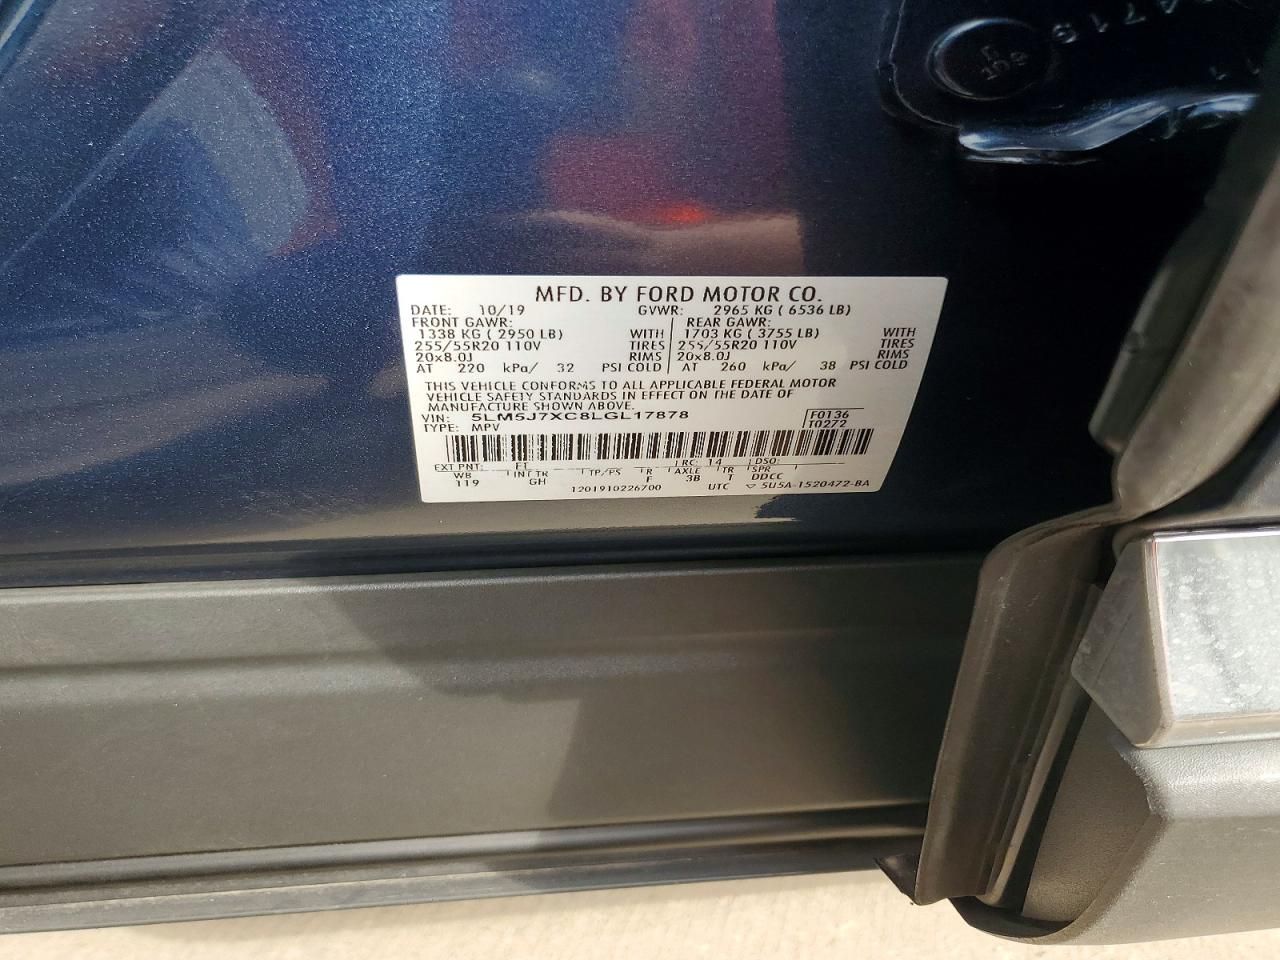 MFD. BY FORD MOTOR CO.
DATE: 10/19 GVWR: 2965 KG ( 6536 LB)
FRONT GAWR: REAR GAWR:
1338 KG ( 2950 LB) WITH 1703 KG ( 3755 LB) WITH
255/55R20 110V TIRES 255/55R20 110V TIRES
20x8.0J RIMS 20x8.0J RIMS
AT 220 kPa/ 32 PSI COLD AT 260 kPa/ 38 PSI COLD
THIS VEHICLE CONFORMS TO ALL APPLICABLE FEDERAL MOTOR
VEHICLE SAFETY STANDARDS IN EFFECT ON THE DATE OF
MANUFACTURE SHOWN ABOVE.
VIN: 5LM5J7XC8LGL17878 F0136
TYPE: MPV T0272
EXT PNT: FT RC: 14 DSO:
WB INT TR TP/PS R AXLE TR SPR
119 GH F 3B T DDCC
1201910226700 UTC ▽ 5U5A-1520472-BA